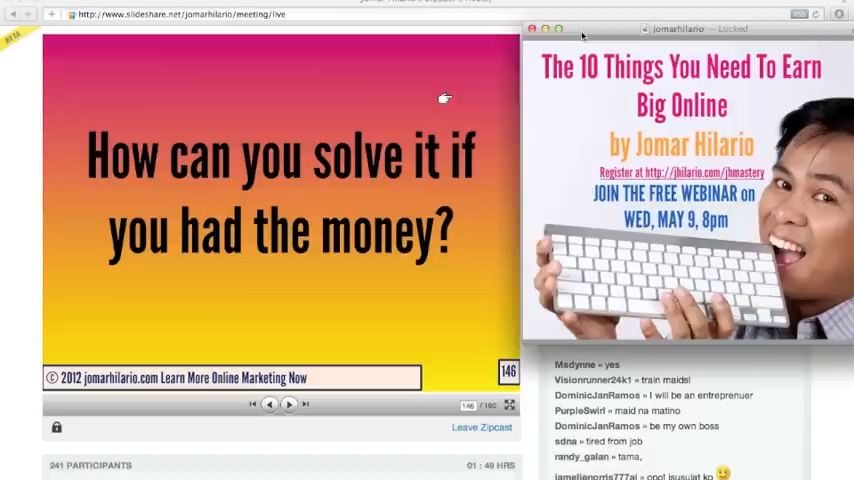 http://www.slideshare.net/jomarhilario/meeting/live
RSS
BETA
jomarhilario — Locked
How can you solve it if
you had the money?
© 2012 jomarhilario.com Learn More Online Marketing Now
146
146 / 160
Leave Zipcast
241 PARTICIPANTS
01 : 49 HRS
The 10 Things You Need To Earn
Big Online
by Jomar Hilario
Register at http://jhilario.com/jhmastery
JOIN THE FREE WEBINAR on
WED, MAY 9, 8pm
Msdynne » yes
Visionrunner24k1 » train maids!
DominicJanRamos » I will be an entreprenuer
PurpleSwirl » maid na matino
DominicJanRamos » be my own boss
sdna » tired from job
randy_galan » tama,
jamelienorris777ai » opo! isusulat ko